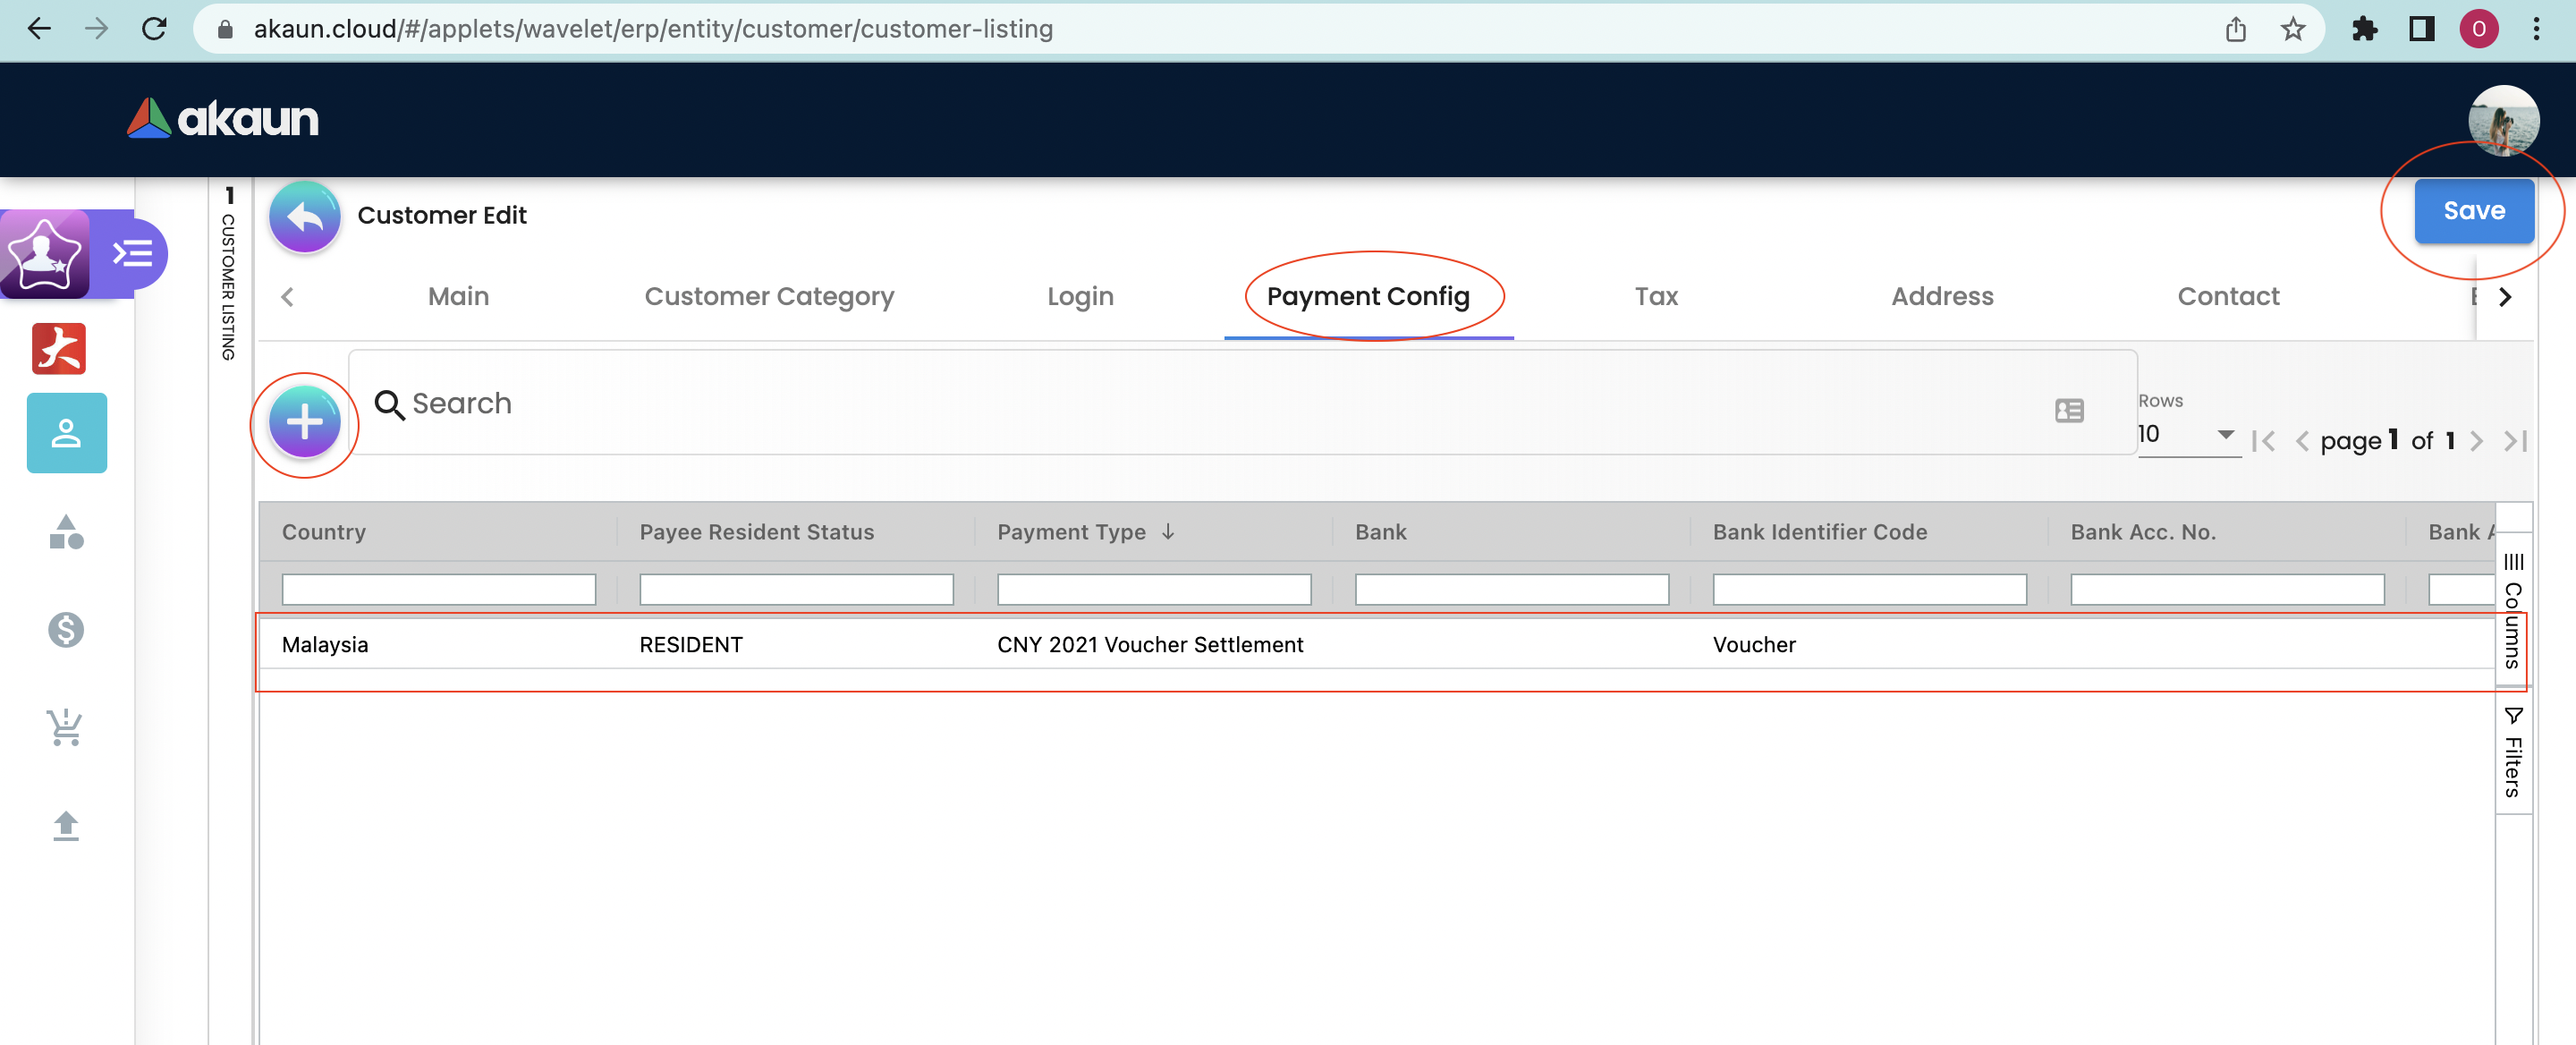 akaun.cloud/#/applets/wavelet/erp/entity/customer/customer-listing
O
akaun
1
CUSTOMER LISTING
Customer Edit
Save
Main
Customer Category
Login
Payment Config
Tax
Address
Contact
Search
Rows
10
page 1 of 1
Country
Payee Resident Status
Payment Type ↓
Bank
Bank Identifier Code
Bank Acc. No.
Bank
Malaysia
RESIDENT
CNY 2021 Voucher Settlement
Voucher
Columns
Filters